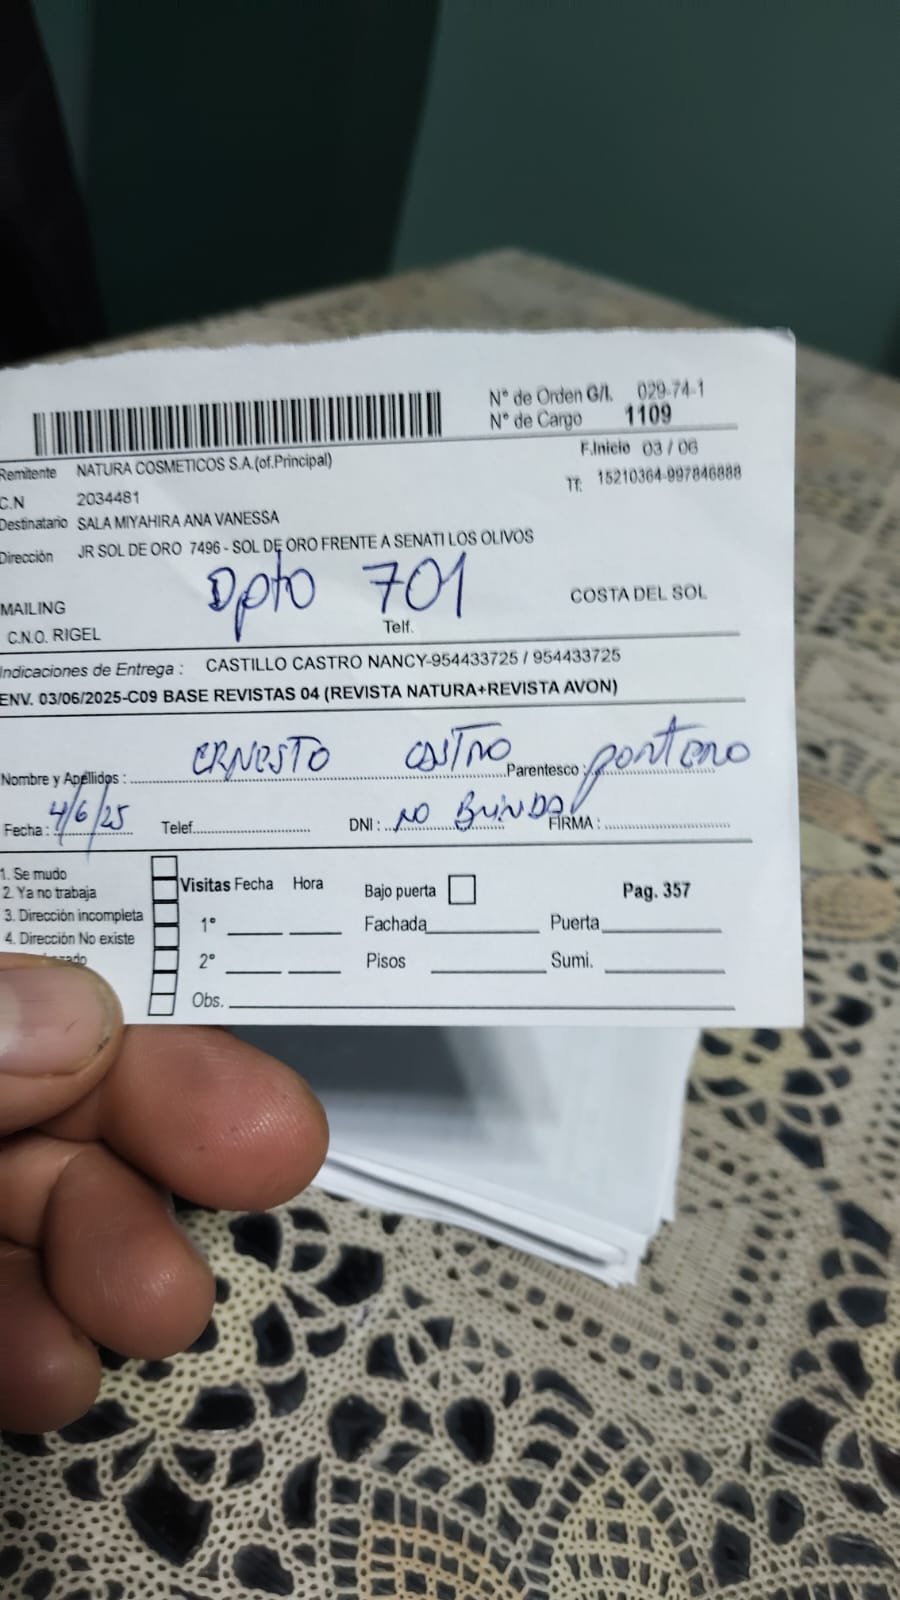 N° de Orden G/I. 029-74-1
N° de Cargo 1109
F.Inicio 03 / 06
Remitente NATURA COSMETICOS S.A.(of.Principal)
Tf: 15210364-997846888
C.N 2034481
Destinatario SALA MIYAHIRA ANA VANESSA
Dirección JR SOL DE ORO 7496 - SOL DE ORO FRENTE A SENATI LOS OLIVOS
Dpto 701
MAILING COSTA DEL SOL
C.N.O. RIGEL Telf.
Indicaciones de Entrega : CASTILLO CASTRO NANCY-954433725 / 954433725
ENV. 03/06/2025-C09 BASE REVISTAS 04 (REVISTA NATURA+REVISTA AVON)
Nombre y Apellidos : ERNESTO CASTRO Parentesco : portero
Fecha : 4/6/25 Telef. DNI : NO BRINDA FIRMA :
1. Se mudo
2. Ya no trabaja
3. Dirección incompleta
4. Dirección No existe
Visitas Fecha Hora Bajo puerta Pag. 357
1° Fachada Puerta
2° Pisos Sumi.
Obs.